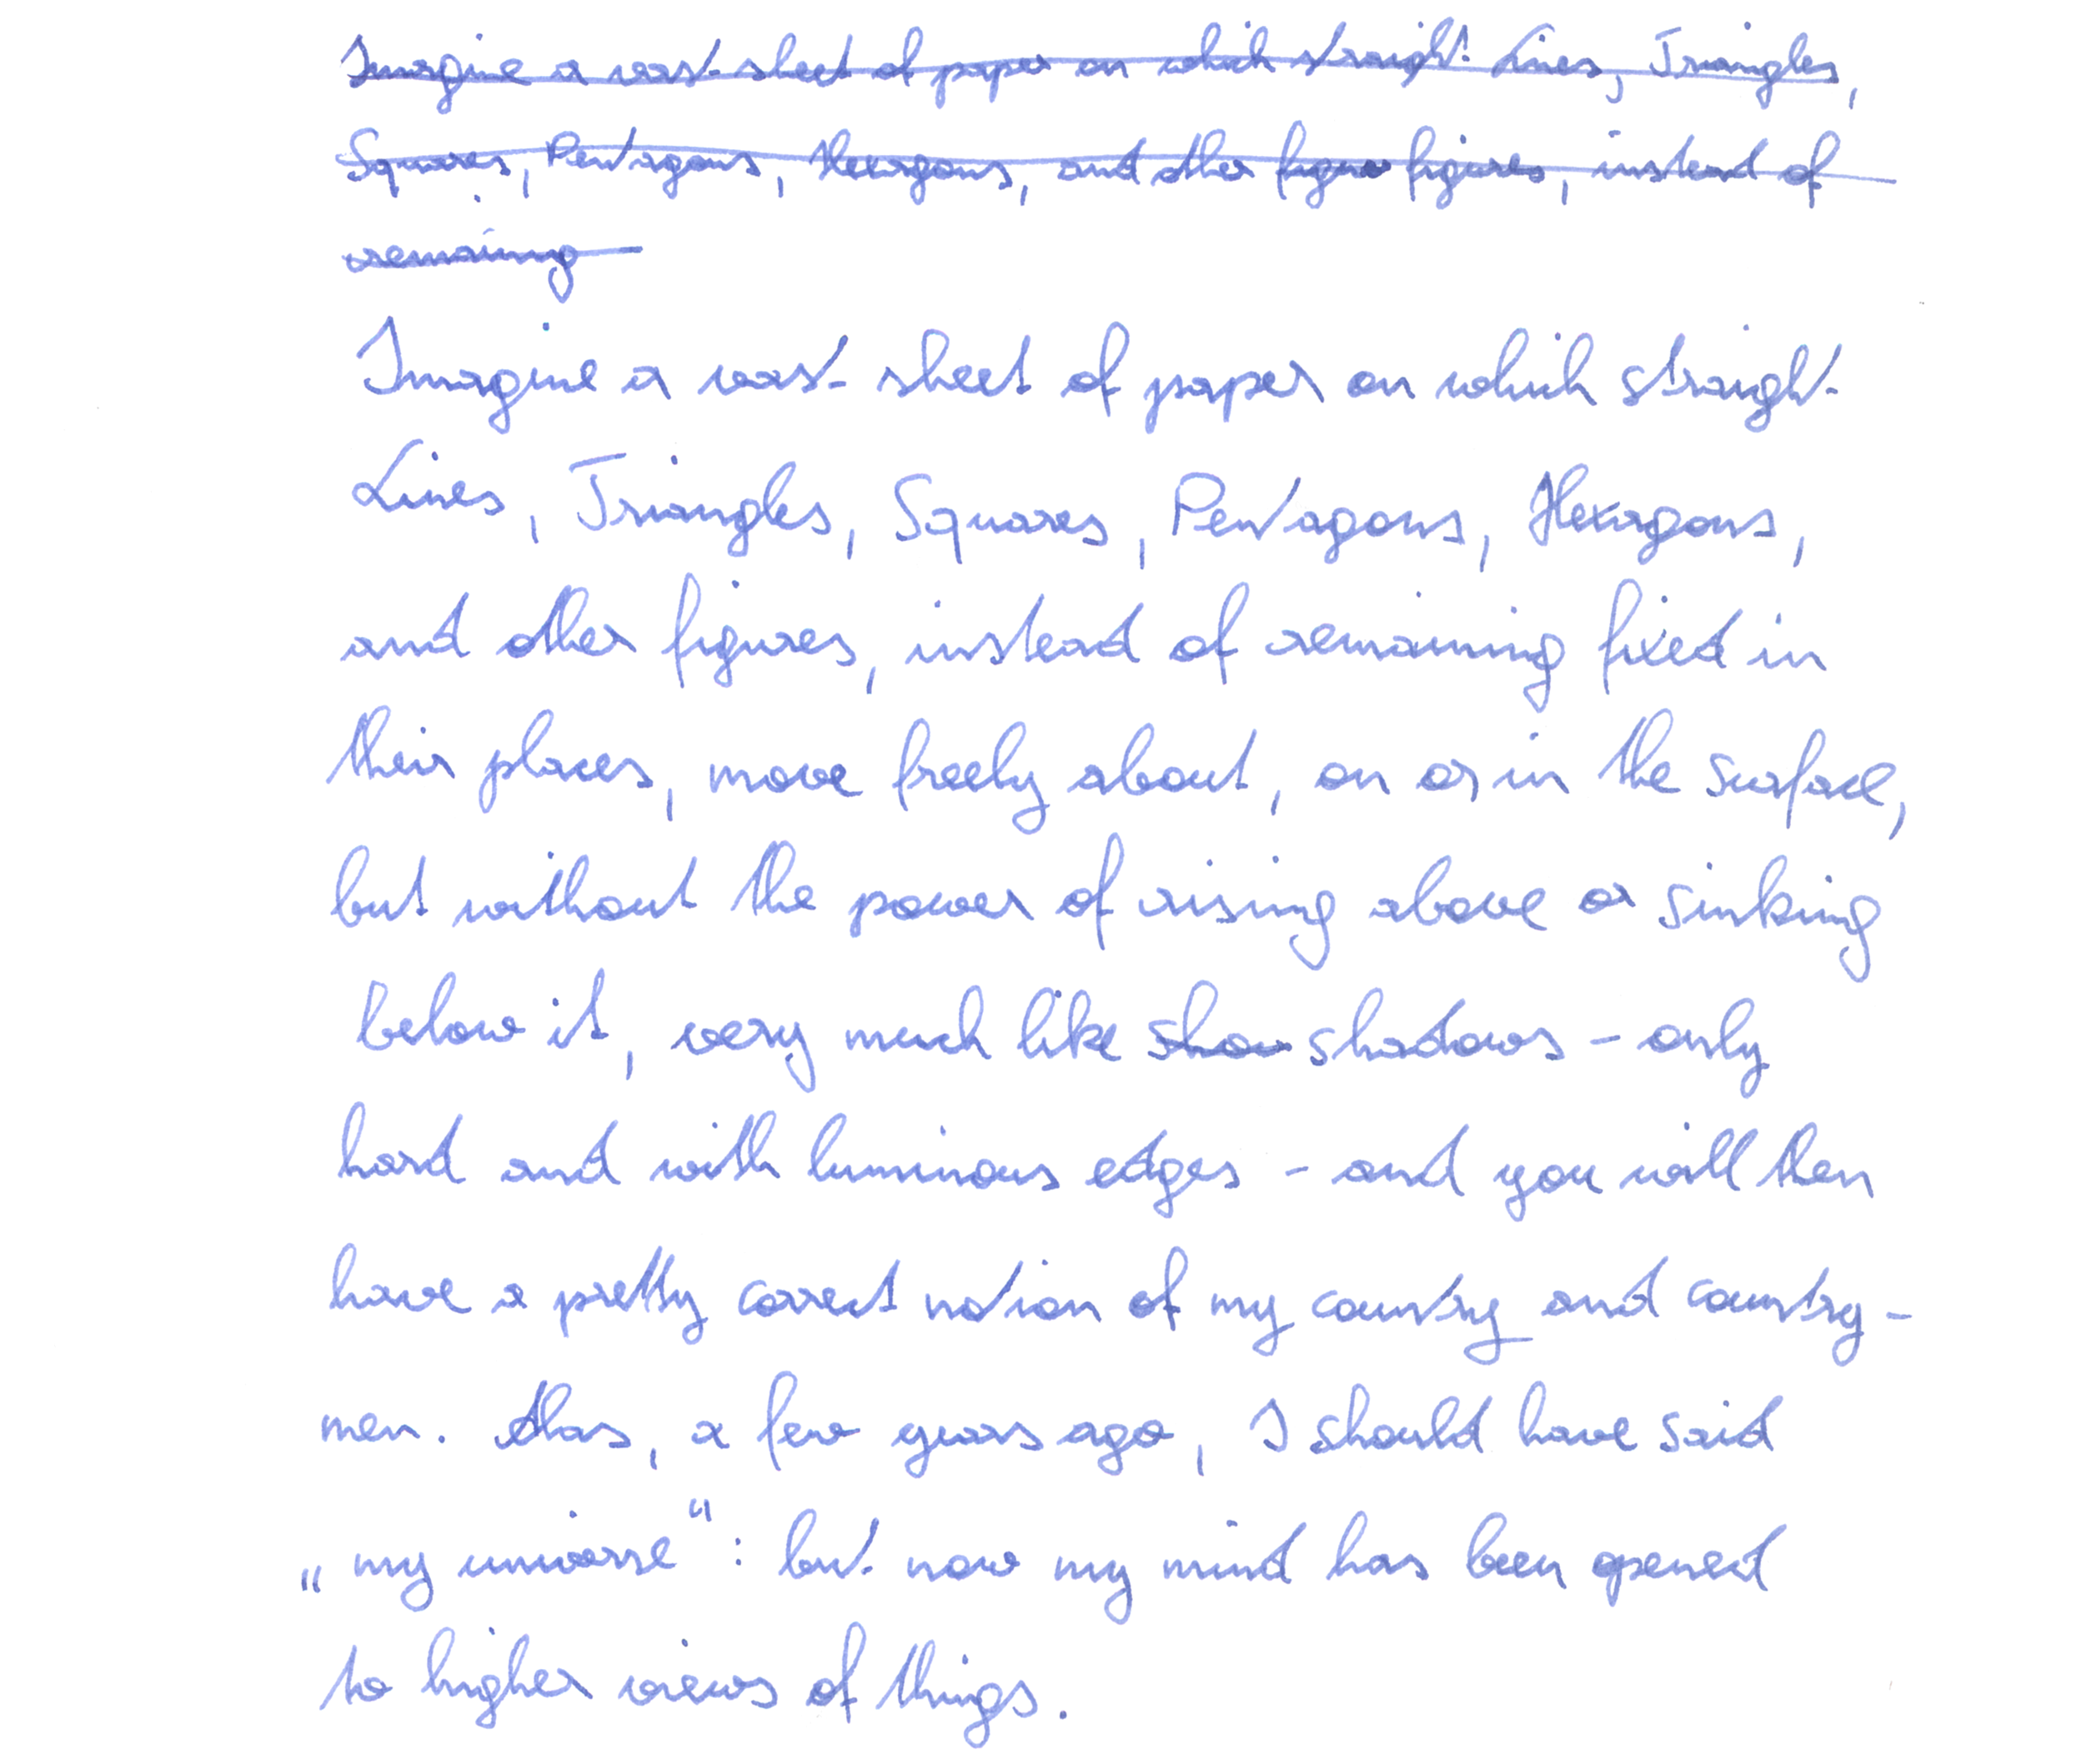 Imagine a vast sheet of paper on which straight Lines, Triangles,
Squares, Pentagons, Hexagons, and other figure figures, instead of
remaining
Imagine a vast sheet of paper on which straight
Lines, Triangles, Squares, Pentagons, Hexagons,
and other figures, instead of remaining fixed in
their places, move freely about, on or in the surface,
but without the power of rising above or sinking
below it, very much like show shadows - only
hard and with luminous edges - and you will then
have a pretty correct notion of my country and country-
men. Alas, a few years ago, I should have said
„my universe“: but now my mind has been opened
to higher views of things.